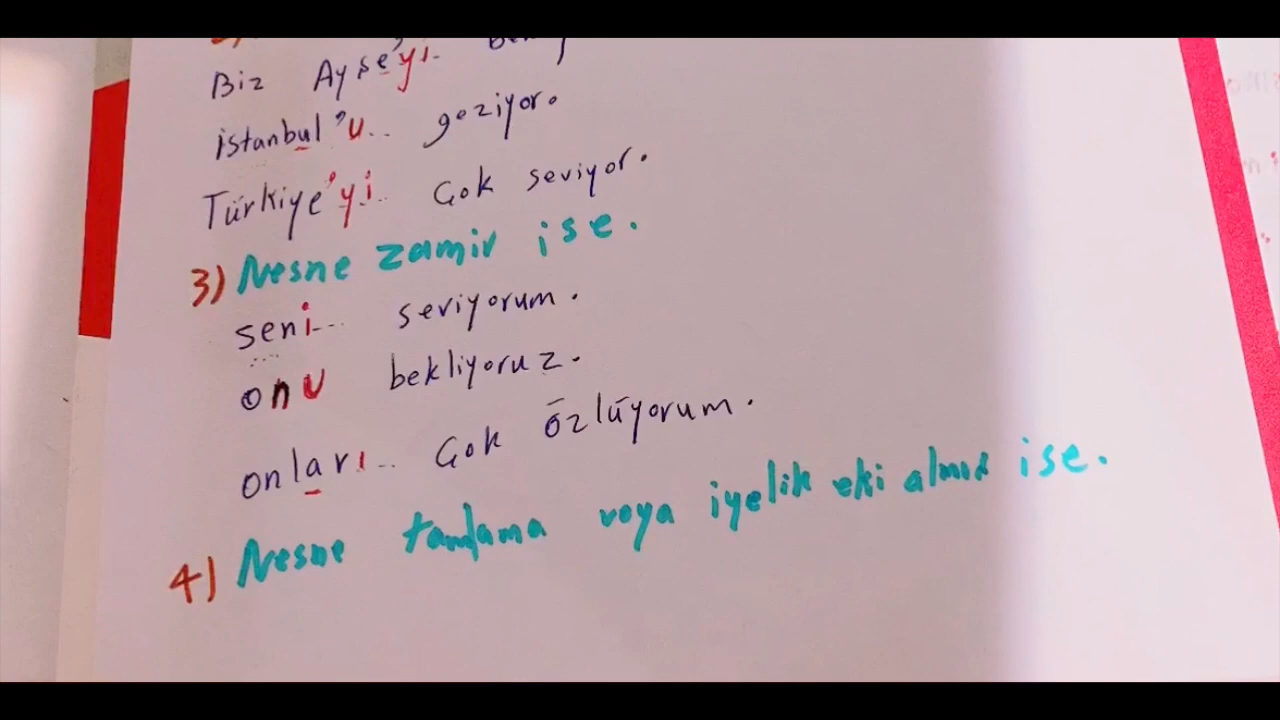 Biz Ayşe'yi..
istanbul'u.. geziyor.
Türkiye'yi.. Çok seviyor.
3) Nesne zamir ise.
seni... seviyorum.
onu bekliyoruz.
onları... Çok özlüyorum.
4) Nesne tamlama veya iyelik eki almış ise.